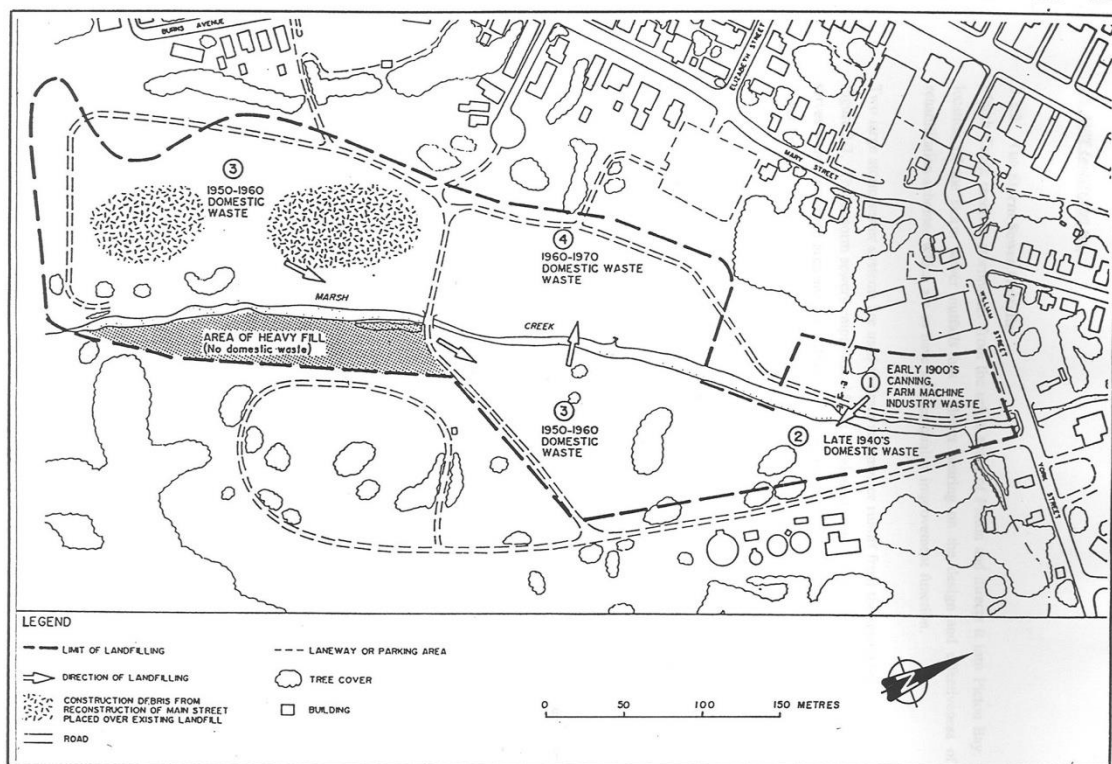 BURNS
AVENUE
ELIZABETH STREET
MARY STREET
WILLIAM STREET
YORK STREET
3
1950-1960
DOMESTIC
WASTE
4
1960-1970
DOMESTIC WASTE
WASTE
MARSH
CREEK
AREA OF HEAVY FILL
(No domestic waste)
1
EARLY 1900'S
CANNING,
FARM MACHINE
INDUSTRY WASTE
3
1950-1960
DOMESTIC
WASTE
2
LATE 1940'S
DOMESTIC WASTE
LEGEND
LIMIT OF LANDFILLING
DIRECTION OF LANDFILLING
CONSTRUCTION DEBRIS FROM
RECONSTRUCTION OF MAIN STREET
PLACED OVER EXISTING LANDFILL
ROAD
LANEWAY OR PARKING AREA
TREE COVER
BUILDING
0 50 100 150 METRES
N